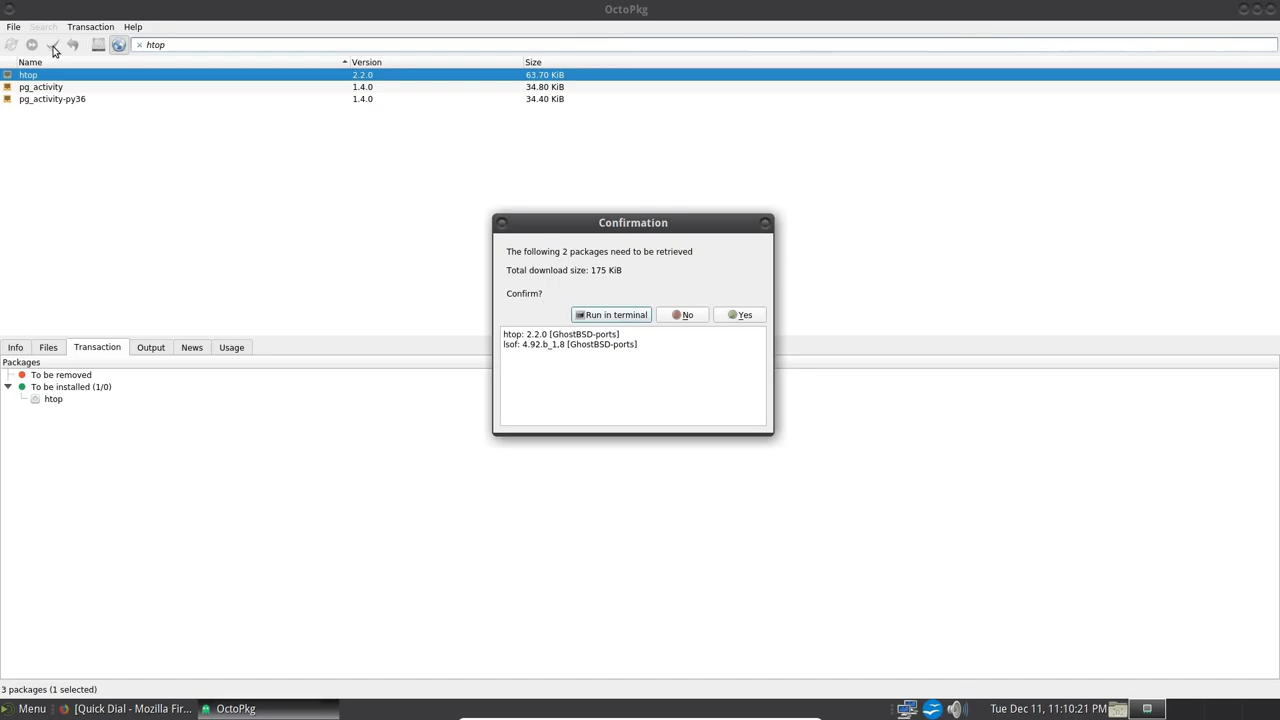 OctoPkg
File Search Transaction Help
htop
Name Version Size
htop 2.2.0 63.70 KiB
pg_activity 1.4.0 34.80 KiB
pg_activity-py36 1.4.0 34.40 KiB
Confirmation
The following 2 packages need to be retrieved
Total download size: 175 KiB
Confirm?
Run in terminal No Yes
htop: 2.2.0 [GhostBSD-ports]
lsof: 4.92.b_1,8 [GhostBSD-ports]
Info Files Transaction Output News Usage
Packages
To be removed
To be installed (1/0)
htop
3 packages (1 selected)
Menu [Quick Dial - Mozilla Fir... OctoPkg Tue Dec 11, 11:10:21 PM